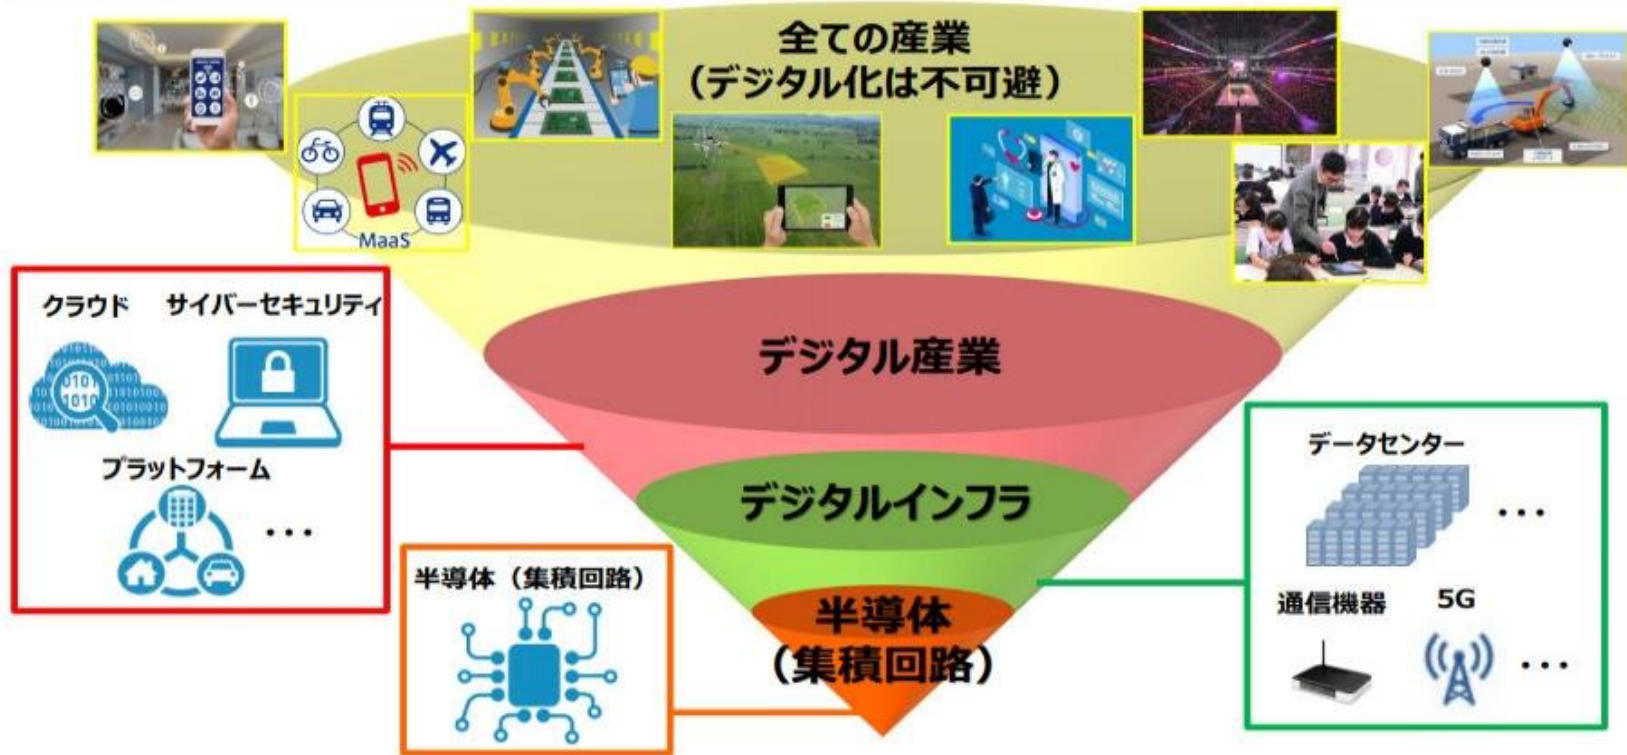 全ての産業
(デジタル化は不可避)
MaaS
クラウド
サイバーセキュリティ
プラットフォーム
・・・
デジタル産業
デジタルインフラ
半導体
(集積回路)
半導体(集積回路)
データセンター
・・・
通信機器
5G
・・・